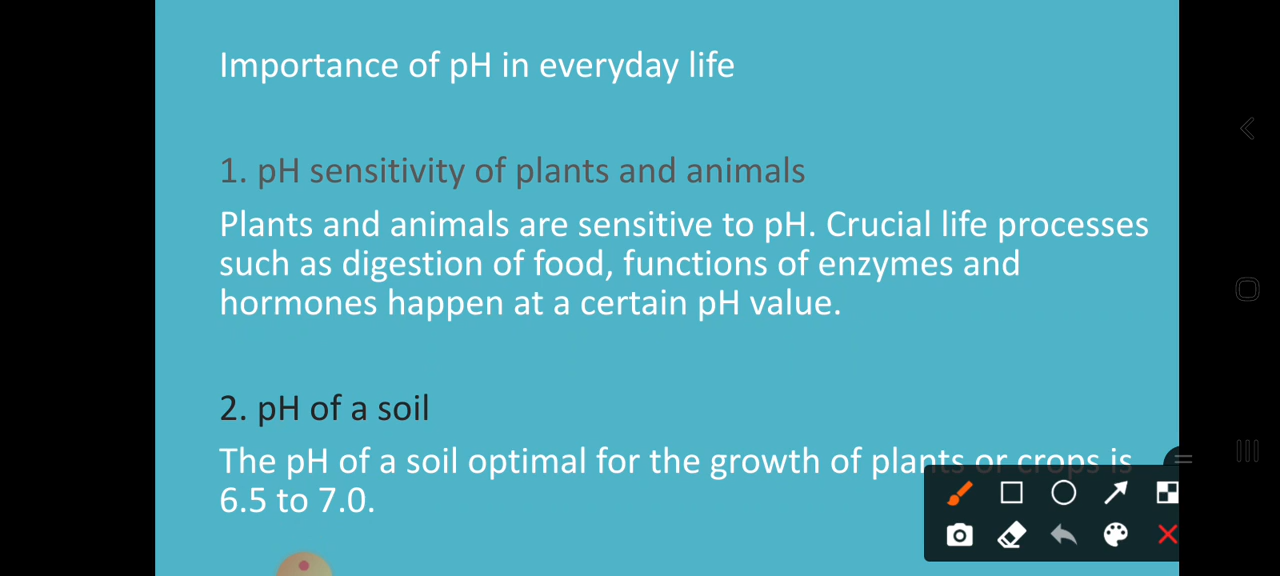 Importance of pH in everyday life
1. pH sensitivity of plants and animals
Plants and animals are sensitive to pH. Crucial life processes
such as digestion of food, functions of enzymes and
hormones happen at a certain pH value.
2. pH of a soil
The pH of a soil optimal for the growth of plants or crops is
6.5 to 7.0.